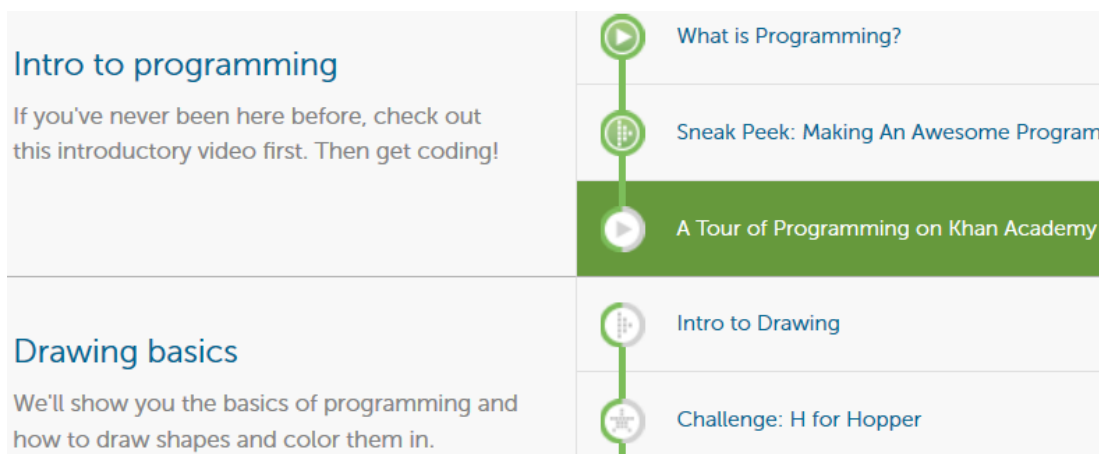 Intro to programming
If you've never been here before, check out
this introductory video first. Then get coding!
What is Programming?
Sneak Peek: Making An Awesome Program
A Tour of Programming on Khan Academy
Drawing basics
We'll show you the basics of programming and
how to draw shapes and color them in.
Intro to Drawing
Challenge: H for Hopper